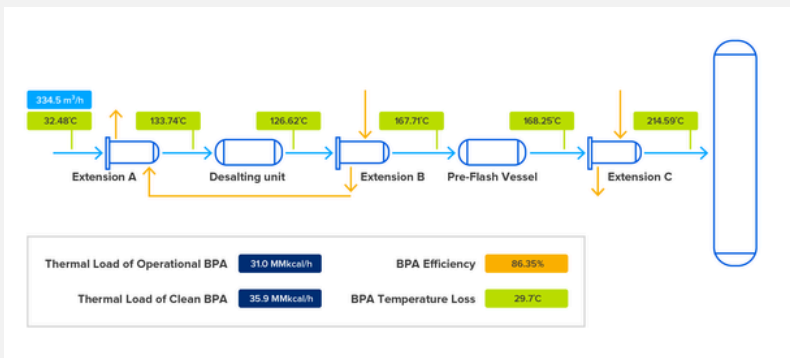 334.5 m³/h
32.48°C
133.74°C
126.62°C
167.71°C
168.25°C
214.59°C
Extension A
Desalting unit
Extension B
Pre-Flash Vessel
Extension C
Thermal Load of Operational BPA 31.0 MMkcal/h BPA Efficiency 86.35%
Thermal Load of Clean BPA 35.9 MMkcal/h BPA Temperature Loss 29.7°C